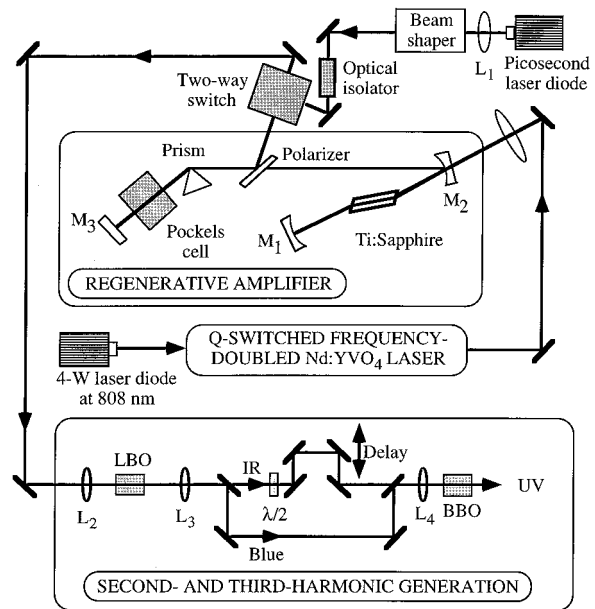 Beam
shaper
L1
Picosecond
laser diode
Two-way
switch
Optical
isolator
Prism
Polarizer
M3
Pockels
cell
M1
Ti:Sapphire
M2
REGENERATIVE AMPLIFIER
4-W laser diode
at 808 nm
Q-SWITCHED FREQUENCY-
DOUBLED Nd:YVO4 LASER
LBO
IR
Delay
UV
L2
L3
λ/2
L4
BBO
Blue
SECOND- AND THIRD-HARMONIC GENERATION